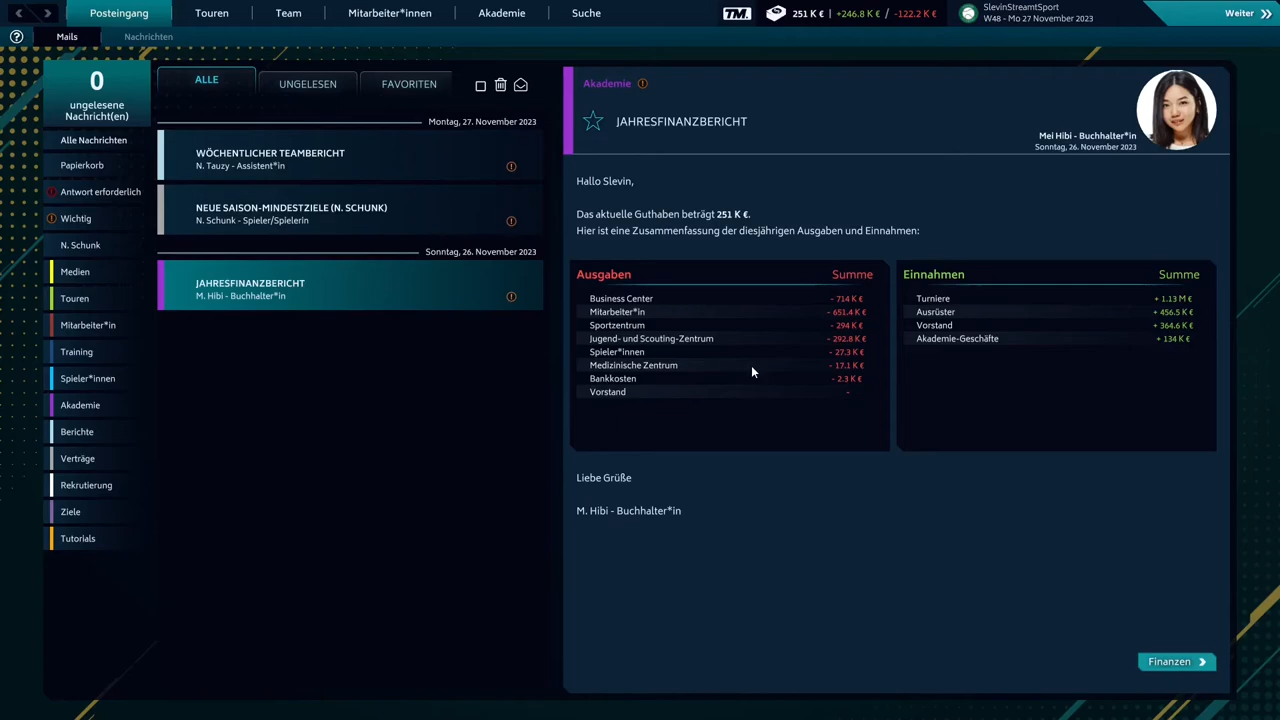 Posteingang
Touren
Team
Mitarbeiter*innen
Akademie
Suche
TM.
251 K € | +246.8 K € / -122.2 K €
SlevinStreamtSport
W48 - Mo 27 November 2023
Weiter
?
Mails
Nachrichten
0
ungelesene
Nachricht(en)
Alle Nachrichten
Papierkorb
Antwort erforderlich
Wichtig
N. Schunk
Medien
Touren
Mitarbeiter*in
Training
Spieler*innen
Akademie
Berichte
Verträge
Rekrutierung
Ziele
Tutorials
ALLE
UNGELESEN
FAVORITEN
Montag, 27. November 2023
WÖCHENTLICHER TEAMBERICHT
N. Tauzy - Assistent*in
NEUE SAISON-MINDESTZIELE (N. SCHUNK)
N. Schunk - Spieler/Spielerin
Sonntag, 26. November 2023
JAHRESFINANZBERICHT
M. Hibi - Buchhalter*in
Akademie
JAHRESFINANZBERICHT
Mei Hibi - Buchhalter*in
Sonntag, 26. November 2023
Hallo Slevin,
Das aktuelle Guthaben beträgt 251 K €.
Hier ist eine Zusammenfassung der diesjährigen Ausgaben und Einnahmen:
Ausgaben Summe
Business Center - 714 K €
Mitarbeiter*in - 651.4 K €
Sportzentrum - 294 K €
Jugend- und Scouting-Zentrum - 292.8 K €
Spieler*innen - 27.3 K €
Medizinische Zentrum - 17.1 K €
Bankkosten - 2.3 K €
Vorstand -
Einnahmen Summe
Turniere + 1.13 M €
Ausrüster + 456.5 K €
Vorstand + 364.6 K €
Akademie-Geschäfte + 134 K €
Liebe Grüße
M. Hibi - Buchhalter*in
Finanzen